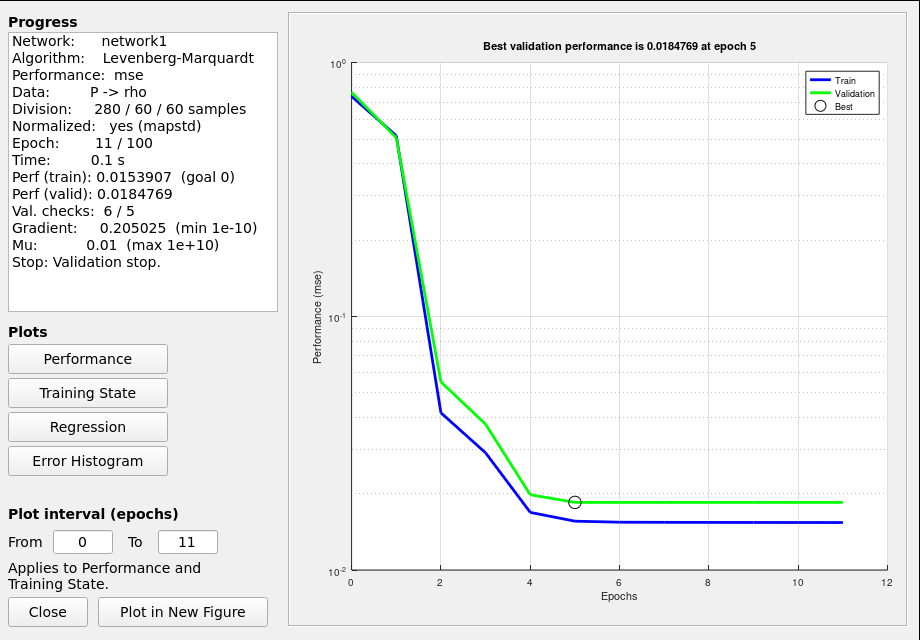 Progress
Network: network1
Algorithm: Levenberg-Marquardt
Performance: mse
Data: P -> rho
Division: 280 / 60 / 60 samples
Normalized: yes (mapstd)
Epoch: 11 / 100
Time: 0.1 s
Perf (train): 0.0153907 (goal 0)
Perf (valid): 0.0184769
Val. checks: 6 / 5
Gradient: 0.205025 (min 1e-10)
Mu: 0.01 (max 1e+10)
Stop: Validation stop.
Plots
Performance
Training State
Regression
Error Histogram
Plot interval (epochs)
From 0 To 11
Applies to Performance and
Training State.
Close Plot in New Figure
Best validation performance is 0.0184769 at epoch 5
Train
Validation
Best
Performance (mse)
10^0
10^-1
10^-2
0 2 4 6 8 10 12
Epochs